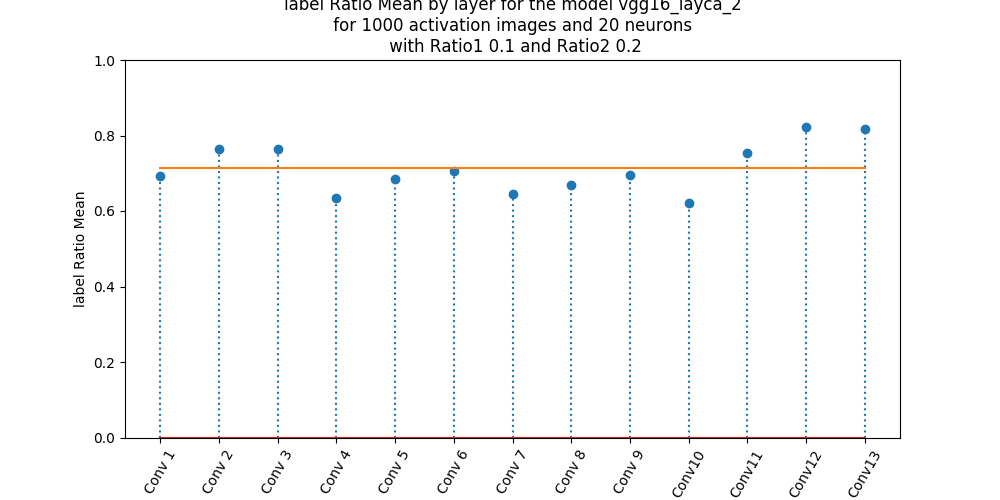 label Ratio Mean by layer for the model vgg16_layca_2
for 1000 activation images and 20 neurons
with Ratio1 0.1 and Ratio2 0.2
1.0
0.8
0.6
0.4
0.2
0.0
label Ratio Mean
Conv 1
Conv 2
Conv 3
Conv 4
Conv 5
Conv 6
Conv 7
Conv 8
Conv 9
Conv10
Conv11
Conv12
Conv13